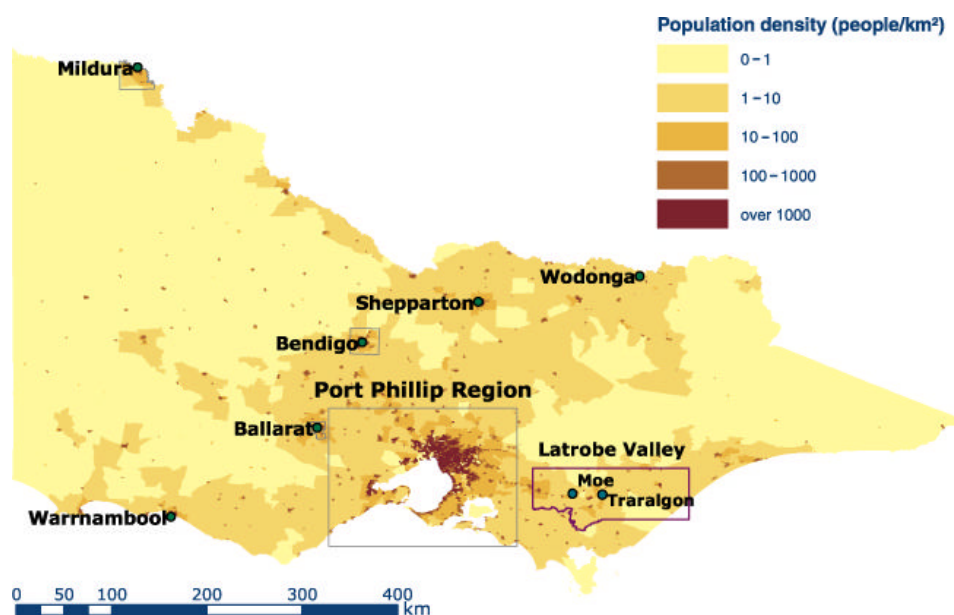 Population density (people/km²)
0-1
1-10
10-100
100-1000
over 1000
Mildura
Wodonga
Shepparton
Bendigo
Port Phillip Region
Ballarat
Latrobe Valley
Moe
Traralgon
Warrnambool
0 50 100 200 300 400
km